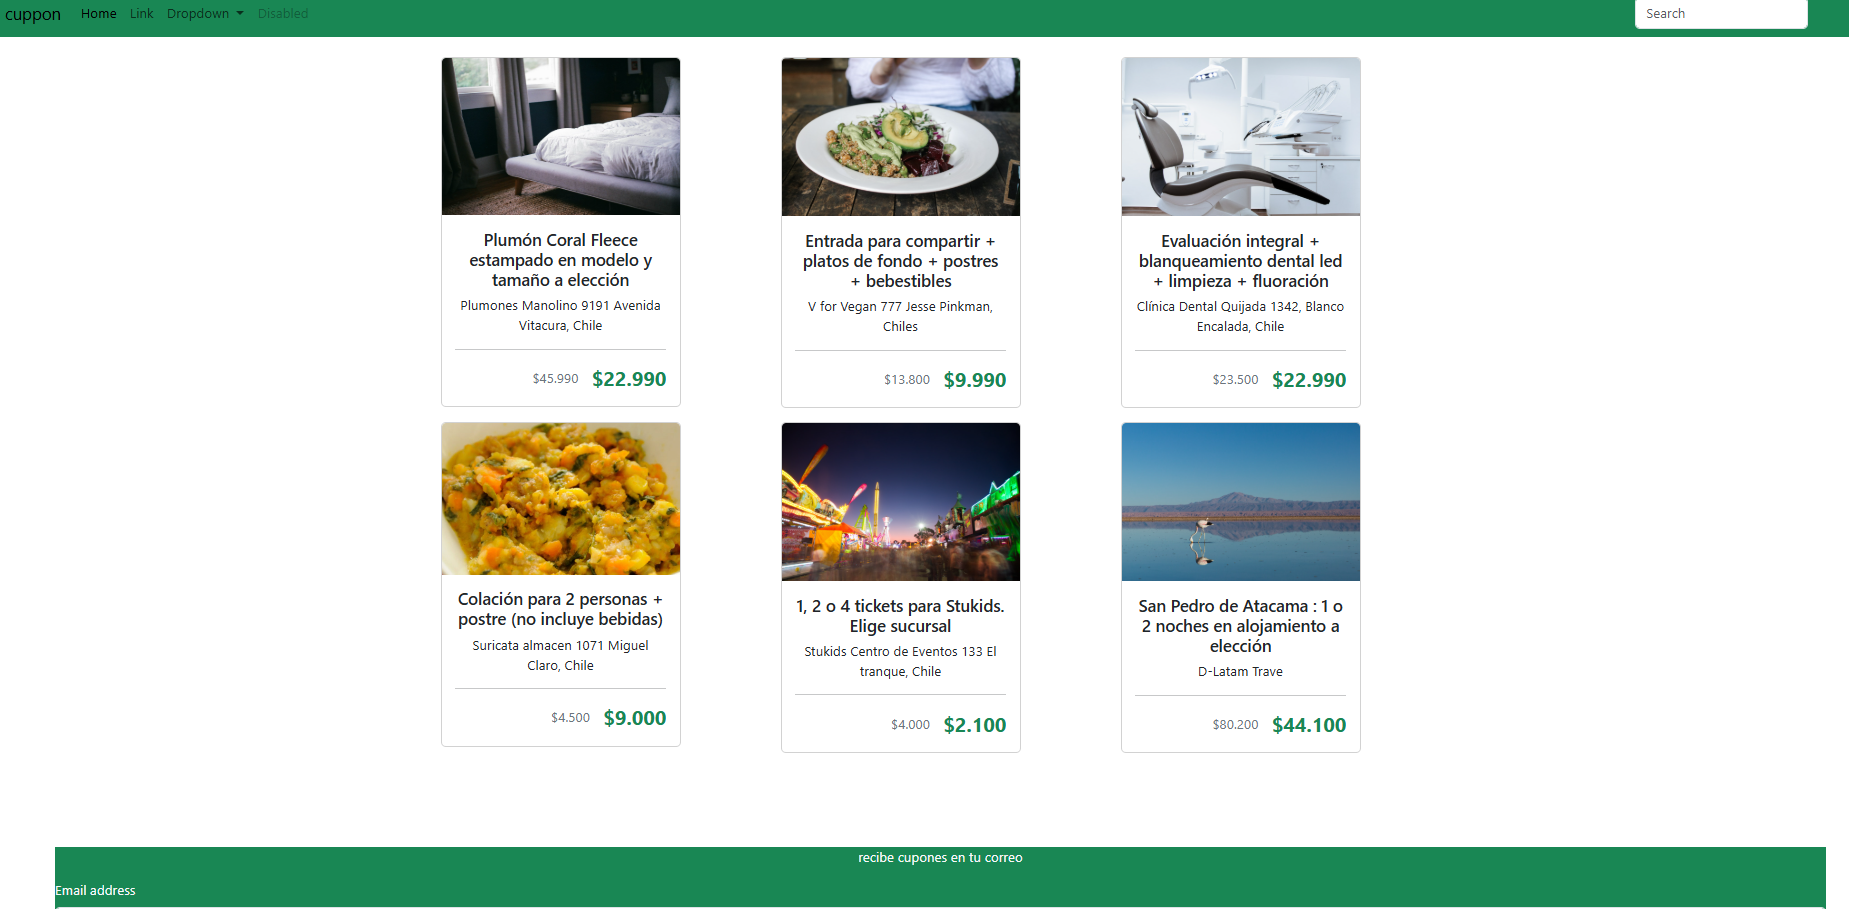 cuppon Home Link Dropdown Disabled Search
Plumón Coral Fleece
estampado en modelo y
tamaño a elección
Plumones Manolino 9191 Avenida
Vitacura, Chile
$45.990 $22.990
Entrada para compartir +
platos de fondo + postres
+ bebestibles
V for Vegan 777 Jesse Pinkman,
Chiles
$13.800 $9.990
Evaluación integral +
blanqueamiento dental led
+ limpieza + fluoración
Clínica Dental Quijada 1342, Blanco
Encalada, Chile
$23.500 $22.990
Colación para 2 personas +
postre (no incluye bebidas)
Suricata almacen 1071 Miguel
Claro, Chile
$4.500 $9.000
1, 2 o 4 tickets para Stukids.
Elige sucursal
Stukids Centro de Eventos 133 El
tranque, Chile
$4.000 $2.100
San Pedro de Atacama : 1 o
2 noches en alojamiento a
elección
D-Latam Trave
$80.200 $44.100
recibe cupones en tu correo
Email address